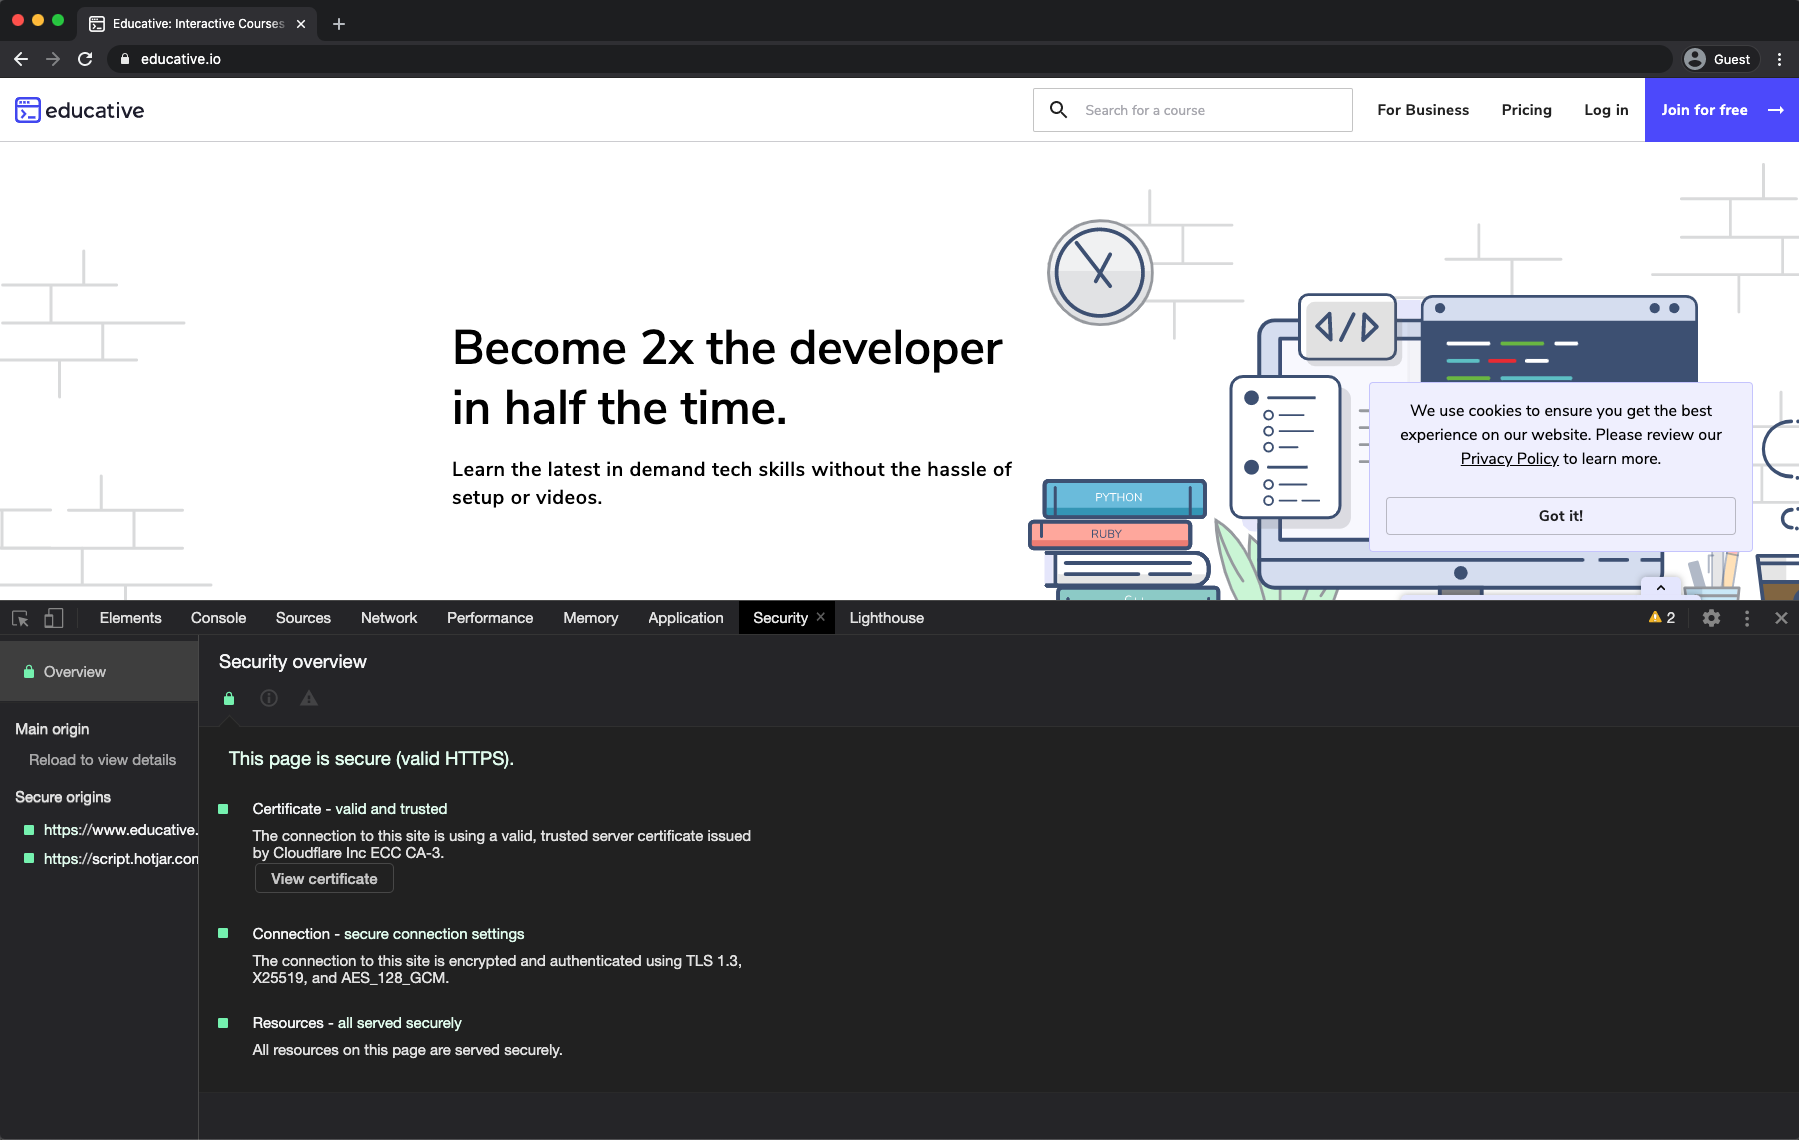 Educative: Interactive Courses
educative.io
Guest
educative
Search for a course
For Business
Pricing
Log in
Join for free
Become 2x the developer
in half the time.
Learn the latest in demand tech skills without the hassle of
setup or videos.
PYTHON
RUBY
C++
We use cookies to ensure you get the best
experience on our website. Please review our
Privacy Policy to learn more.
Got it!
Elements
Console
Sources
Network
Performance
Memory
Application
Security
Lighthouse
2
Overview
Main origin
Reload to view details
Secure origins
https://www.educative.
https://script.hotjar.com
Security overview
This page is secure (valid HTTPS).
Certificate - valid and trusted
The connection to this site is using a valid, trusted server certificate issued
by Cloudflare Inc ECC CA-3.
View certificate
Connection - secure connection settings
The connection to this site is encrypted and authenticated using TLS 1.3,
X25519, and AES_128_GCM.
Resources - all served securely
All resources on this page are served securely.